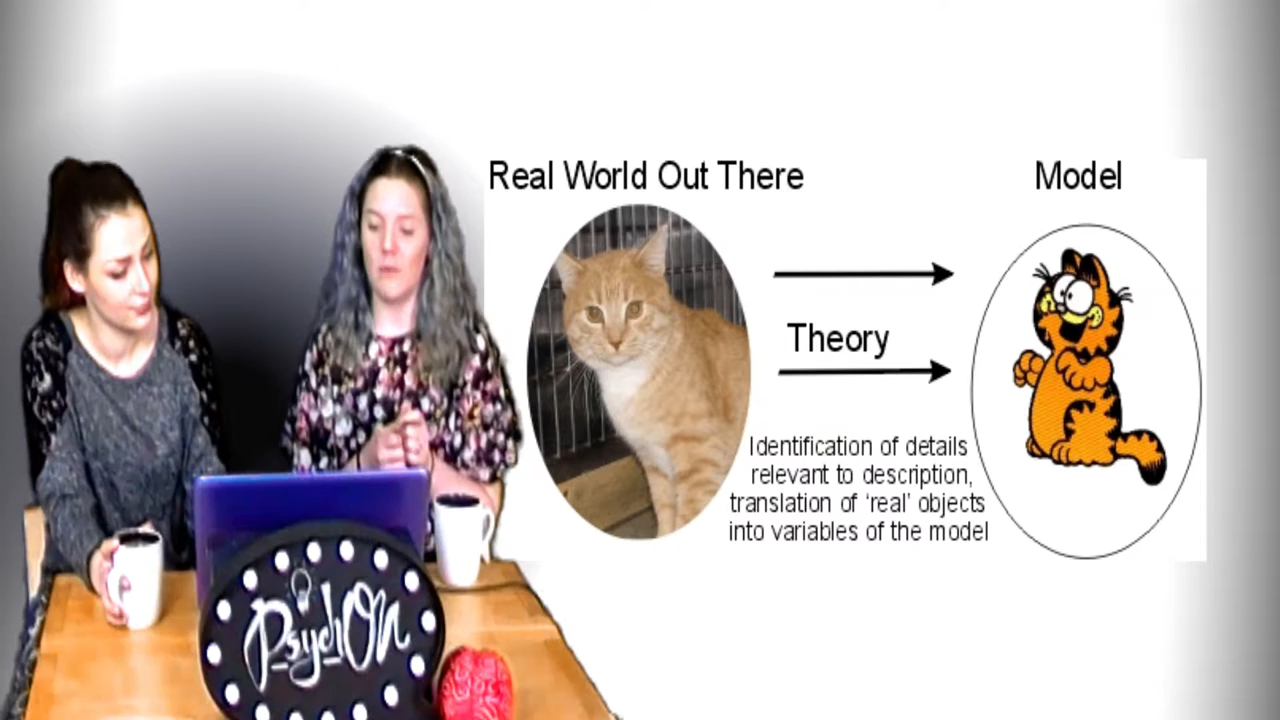 Real World Out There
Model
Theory
Identification of details
relevant to description,
translation of ‘real’ objects
into variables of the model
PsychON